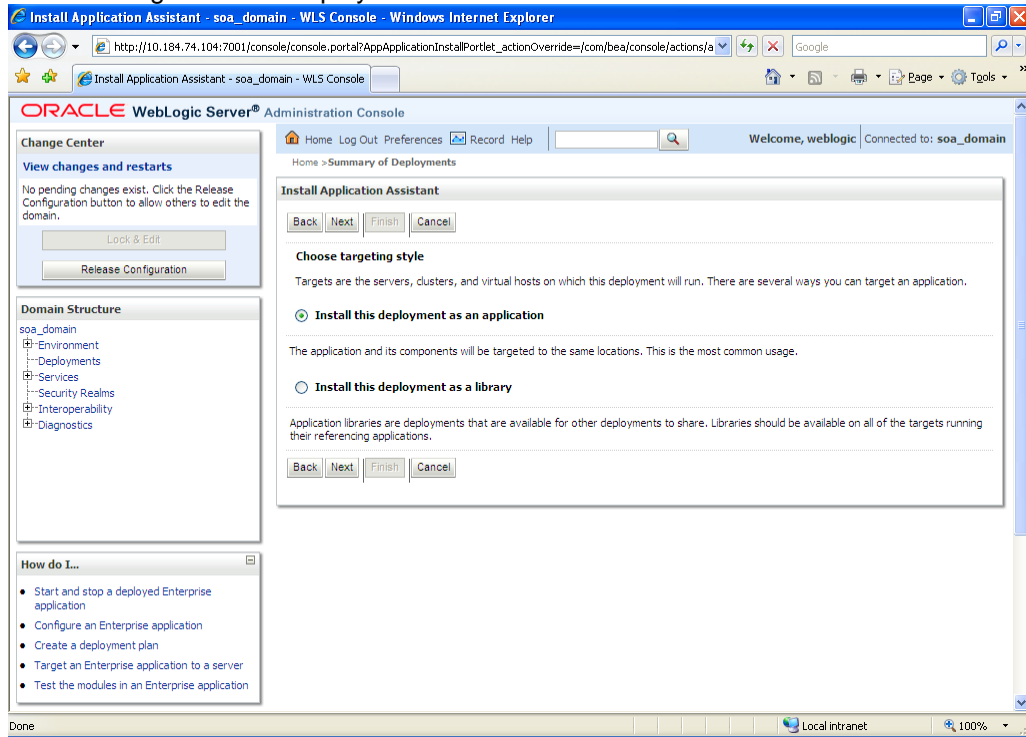 Install Application Assistant - soa_domain - WLS Console - Windows Internet Explorer
http://10.184.74.104:7001/console/console.portal?AppApplicationInstallPortlet_actionOverride=/com/bea/console/actions/a
Google
Install Application Assistant - soa_domain - WLS Console
Page
Tools
ORACLE WebLogic Server® Administration Console
Change Center
View changes and restarts
No pending changes exist. Click the Release
Configuration button to allow others to edit the
domain.
Lock & Edit
Release Configuration
Domain Structure
soa_domain
Environment
Deployments
Services
Security Realms
Interoperability
Diagnostics
How do I...
Start and stop a deployed Enterprise
application
Configure an Enterprise application
Create a deployment plan
Target an Enterprise application to a server
Test the modules in an Enterprise application
Home Log Out Preferences Record Help
Welcome, weblogic Connected to: soa_domain
Home >Summary of Deployments
Install Application Assistant
Back Next Finish Cancel
Choose targeting style
Targets are the servers, clusters, and virtual hosts on which this deployment will run. There are several ways you can target an application.
Install this deployment as an application
The application and its components will be targeted to the same locations. This is the most common usage.
Install this deployment as a library
Application libraries are deployments that are available for other deployments to share. Libraries should be available on all of the targets running
their referencing applications.
Back Next Finish Cancel
Done
Local intranet
100%